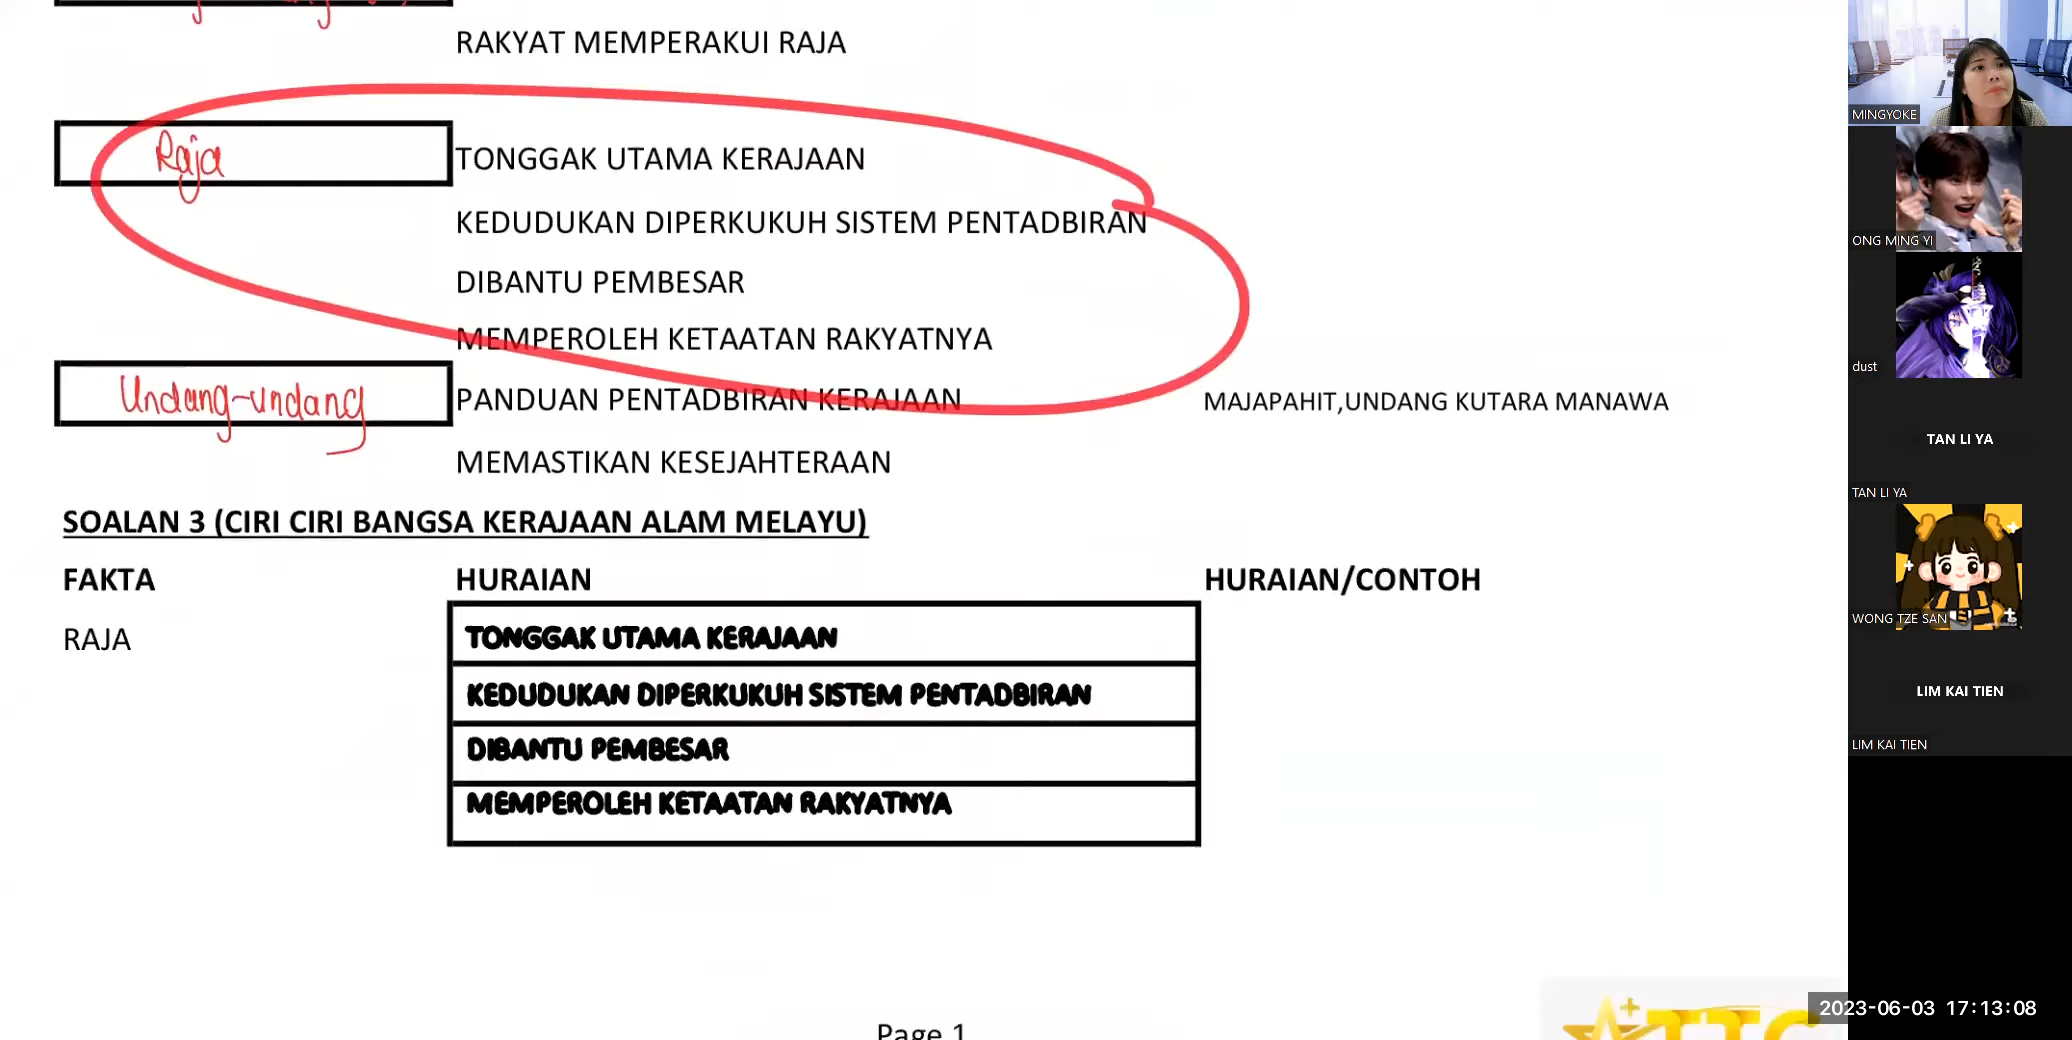 RAKYAT MEMPERAKUI RAJA
Raja
TONGGAK UTAMA KERAJAAN
KEDUDUKAN DIPERKUKUH SISTEM PENTADBIRAN
DIBANTU PEMBESAR
MEMPEROLEH KETAATAN RAKYATNYA
Undang-undang
PANDUAN PENTADBIRAN KERAJAAN
MAJAPAHIT,UNDANG KUTARA MANAWA
MEMASTIKAN KESEJAHTERAAN
SOALAN 3 (CIRI CIRI BANGSA KERAJAAN ALAM MELAYU)
FAKTA HURAIAN HURAIAN/CONTOH
RAJA
TONGGAK UTAMA KERAJAAN
KEDUDUKAN DIPERKUKUH SISTEM PENTADBIRAN
DIBANTU PEMBESAR
MEMPEROLEH KETAATAN RAKYATNYA
Page 1
MINGYOKE
ONG MING YI
dust
TAN LI YA
TAN LI YA
WONG TZE SAN
LIM KAI TIEN
LIM KAI TIEN
2023-06-03 17:13:08